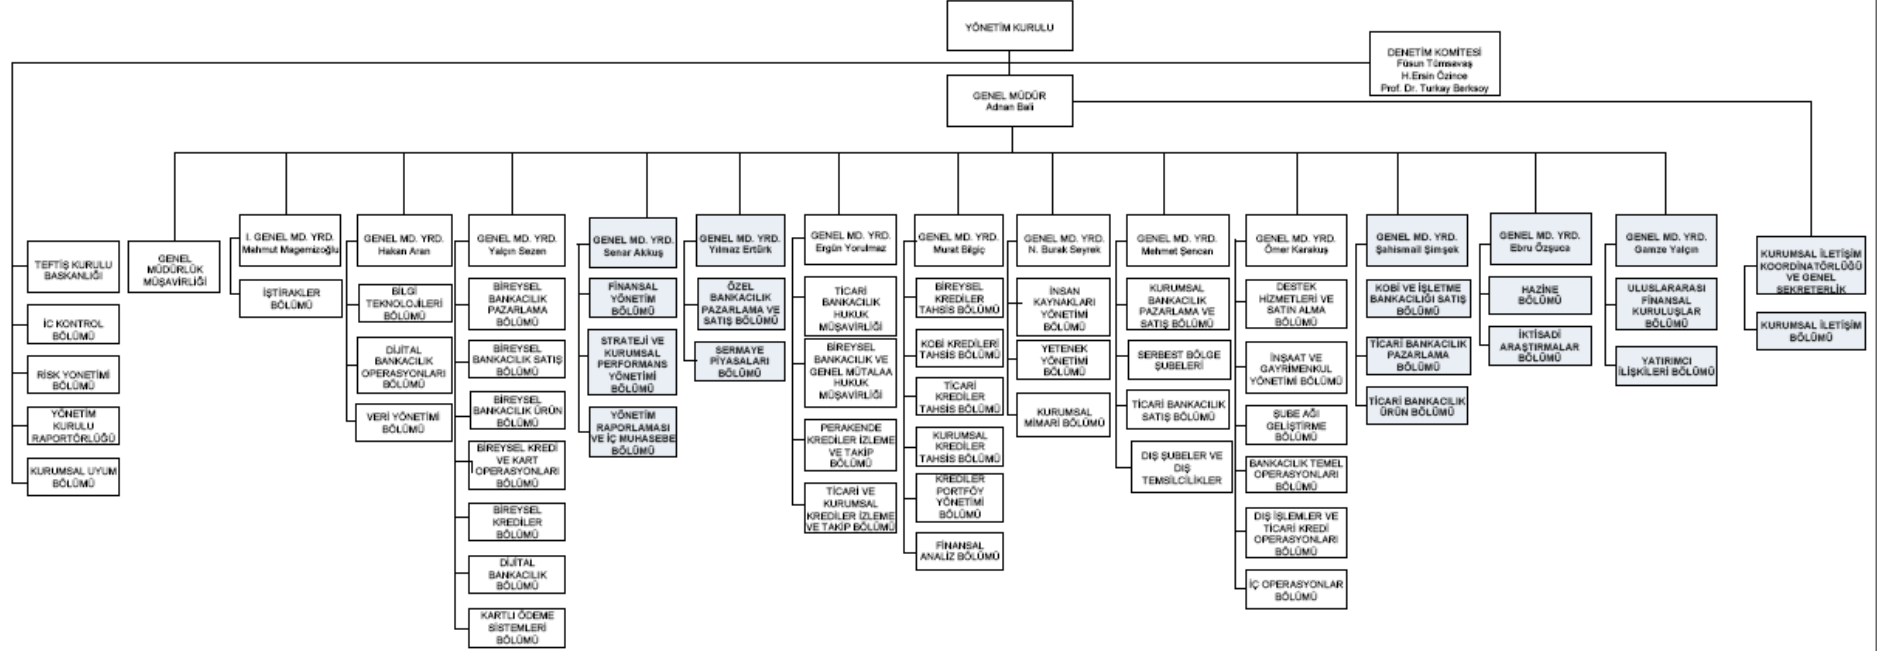 YÖNETİM KURULU
DENETİM KOMİTESİ
Füsun Tümsavaş
H.Ersin Özince
Prof. Dr. Turkay Berksoy
GENEL MÜDÜR
Adnan Bali
TEFTİŞ KURULU
BAŞKANLIĞI
İC KONTROL
BÖLÜMÜ
RİSK YONETİMİ
BÖLÜMÜ
YÖNETİM
KURULU
RAPORTÖRLÜĞÜ
KURUMSAL UYUM
BÖLÜMÜ
GENEL
MÜDÜRLÜK
MÜŞAVİRLİĞİ
I. GENEL MD. YRD.
Mahmut Magemizoğlu
İŞTİRAKLER
BÖLÜMÜ
GENEL MD. YRD.
Hakan Aran
BİLGİ
TEKNOLOJİLERİ
BÖLÜMÜ
DİJİTAL
BANKACILIK
OPERASYONLARI
BÖLÜMÜ
VERİ YÖNETİMİ
BÖLÜMÜ
GENEL MD. YRD.
Yalçın Sezen
BİREYSEL
BANKACILIK
PAZARLAMA
BÖLÜMÜ
BİREYSEL
BANKACILIK SATIŞ
BÖLÜMÜ
BİREYSEL
BANKACILIK ÜRÜN
BÖLÜMÜ
BİREYSEL KREDİ
VE KART
OPERASYONLARI
BÖLÜMÜ
BİREYSEL
KREDİLER
BÖLÜMÜ
DİJİTAL
BANKACILIK
BÖLÜMÜ
KARTLI ÖDEME
SİSTEMLERİ
BÖLÜMÜ
GENEL MD. YRD.
Senar Akkuş
FİNANSAL
YÖNETİM
BÖLÜMÜ
STRATEJİ VE
KURUMSAL
PERFORMANS
YÖNETİMİ
BÖLÜMÜ
YÖNETİM
RAPORLAMASI
VE İÇ MUHASEBE
BÖLÜMÜ
GENEL MD. YRD.
Yılmaz Ertürk
ÖZEL
BANKACILIK
PAZARLAMA VE
SATIŞ BÖLÜMÜ
SERMAYE
PİYASALARI
BÖLÜMÜ
GENEL MD. YRD.
Ergün Yorulmaz
TİCARİ
BANKACILIK
HUKUK
MÜŞAVİRLİĞİ
BİREYSEL
BANKACILIK VE
GENEL MÜTALAA
HUKUK
MÜŞAVİRLİĞİ
PERAKENDE
KREDİLER İZLEME
VE TAKİP
BÖLÜMÜ
TİCARİ VE
KURUMSAL
KREDİLER İZLEME
VE TAKİP BÖLÜMÜ
GENEL MD. YRD.
Murat Bilgiç
BİREYSEL
KREDİLER
TAHSİS BÖLÜMÜ
KOBİ KREDİLERİ
TAHSİS BÖLÜMÜ
TİCARİ
KREDİLER
TAHSİS BÖLÜMÜ
KURUMSAL
KREDİLER
TAHSİS BÖLÜMÜ
KREDİLER
PORTFÖY
YÖNETİMİ
BÖLÜMÜ
FİNANSAL
ANALİZ BÖLÜMÜ
GENEL MD. YRD.
N. Burak Seyrek
İNSAN
KAYNAKLARI
YÖNETİMİ
BÖLÜMÜ
YETENEK
YÖNETİMİ
BÖLÜMÜ
KURUMSAL
MİMARİ BÖLÜMÜ
GENEL MD. YRD.
Mehmet Şencan
KURUMSAL
BANKACILIK
PAZARLAMA VE
SATIŞ BÖLÜMÜ
SERBEST BÖLGE
ŞUBELERİ
TİCARİ BANKACILIK
SATIŞ BÖLÜMÜ
DIŞ ŞUBELER VE
DIŞ
TEMSİLCİLİKLER
GENEL MD. YRD.
Ömer Karakuş
DESTEK
HİZMETLERİ VE
SATIN ALMA
BÖLÜMÜ
İNŞAAT VE
GAYRİMENKUL
YÖNETİMİ BÖLÜMÜ
ŞUBE AĞI
GELİŞTİRME
BÖLÜMÜ
BANKACILIK TEMEL
OPERASYONLARI
BÖLÜMÜ
DIŞ İŞLEMLER VE
TİCARİ KREDİ
OPERASYONLARI
BÖLÜMÜ
İÇ OPERASYONLAR
BÖLÜMÜ
GENEL MD. YRD.
Şahismail Şimşek
KOBİ VE İŞLETME
BANKACILIĞI SATIŞ
BÖLÜMÜ
TİCARİ BANKACILIK
PAZARLAMA
BÖLÜMÜ
TİCARİ BANKACILIK
ÜRÜN BÖLÜMÜ
GENEL MD. YRD.
Ebru Özşuca
HAZİNE
BÖLÜMÜ
İKTİSADİ
ARAŞTIRMALAR
BÖLÜMÜ
GENEL MD. YRD.
Gamze Yalçın
ULUSLARARASI
FİNANSAL
KURULUŞLAR
BÖLÜMÜ
YATIRIMCI
İLİŞKİLERİ BÖLÜMÜ
KURUMSAL İLETİŞİM
KOORDİNATÖRLÜĞÜ
VE GENEL
SEKRETERLİK
KURUMSAL İLETİŞİM
BÖLÜMÜ